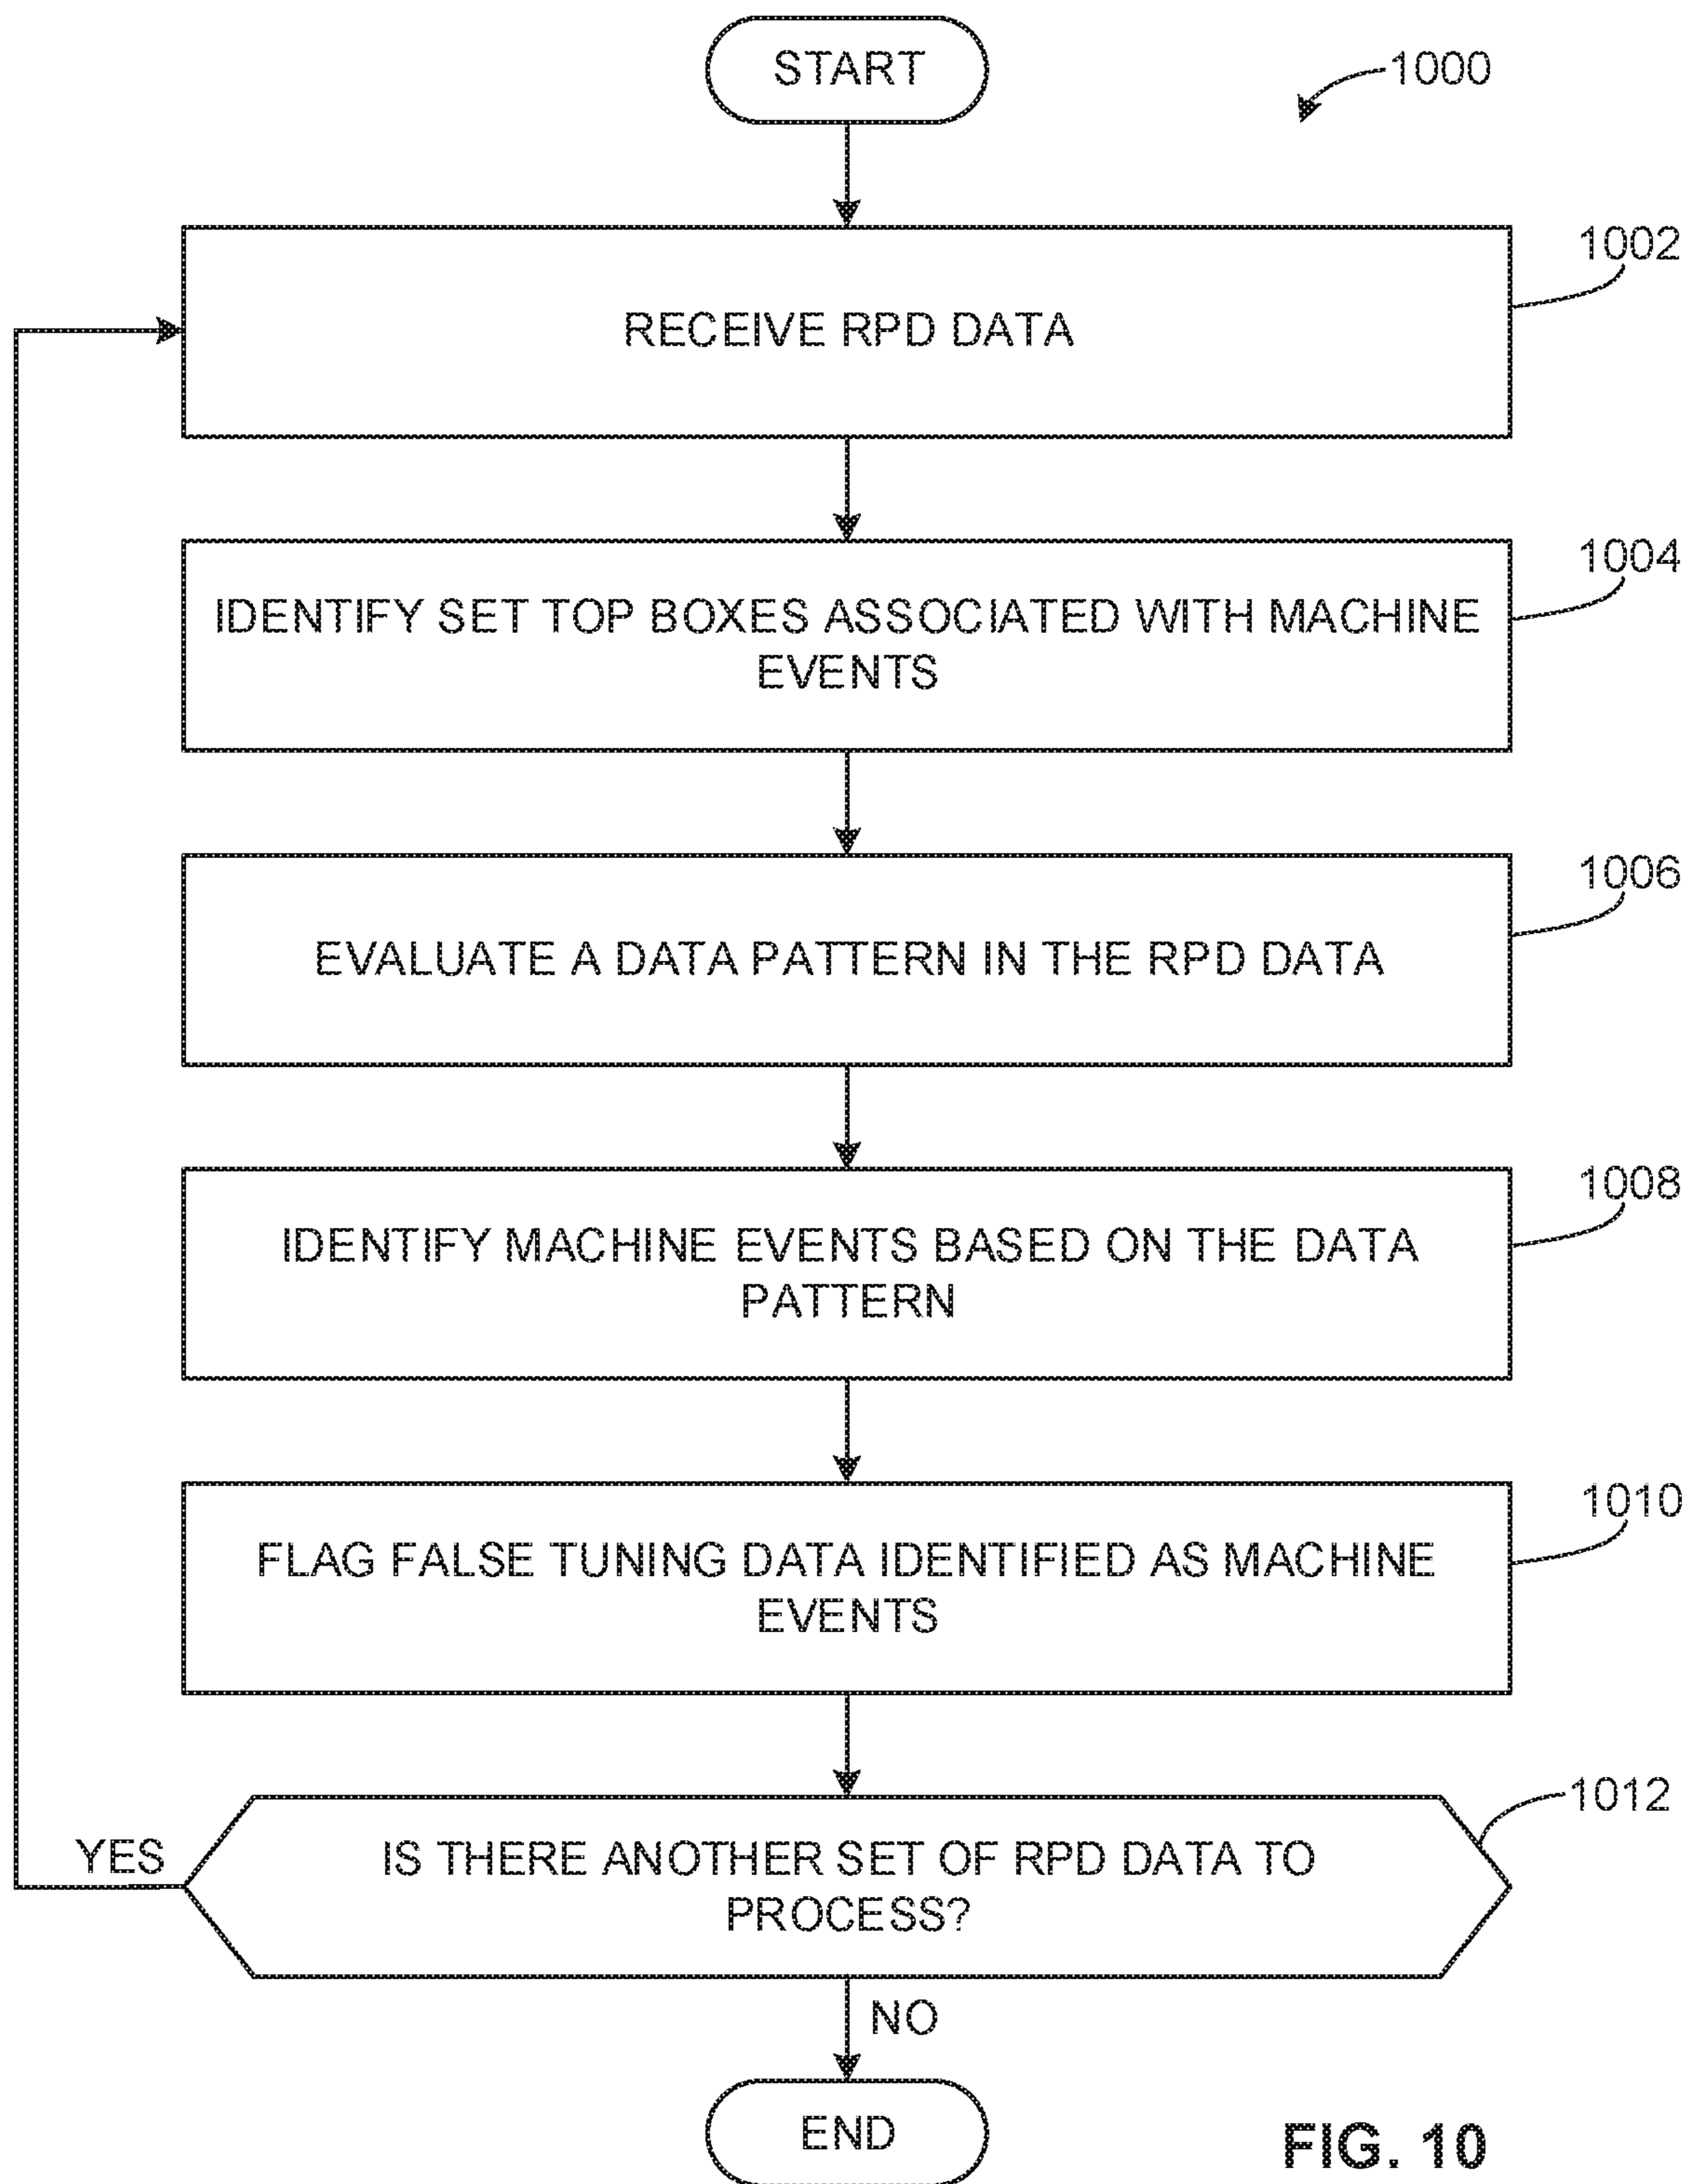 START
1000
1002
RECEIVE RPD DATA
1004
IDENTIFY SET TOP BOXES ASSOCIATED WITH MACHINE
EVENTS
1006
EVALUATE A DATA PATTERN IN THE RPD DATA
1008
IDENTIFY MACHINE EVENTS BASED ON THE DATA
PATTERN
1010
FLAG FALSE TUNING DATA IDENTIFIED AS MACHINE
EVENTS
1012
YES
IS THERE ANOTHER SET OF RPD DATA TO
PROCESS?
NO
END
FIG. 10